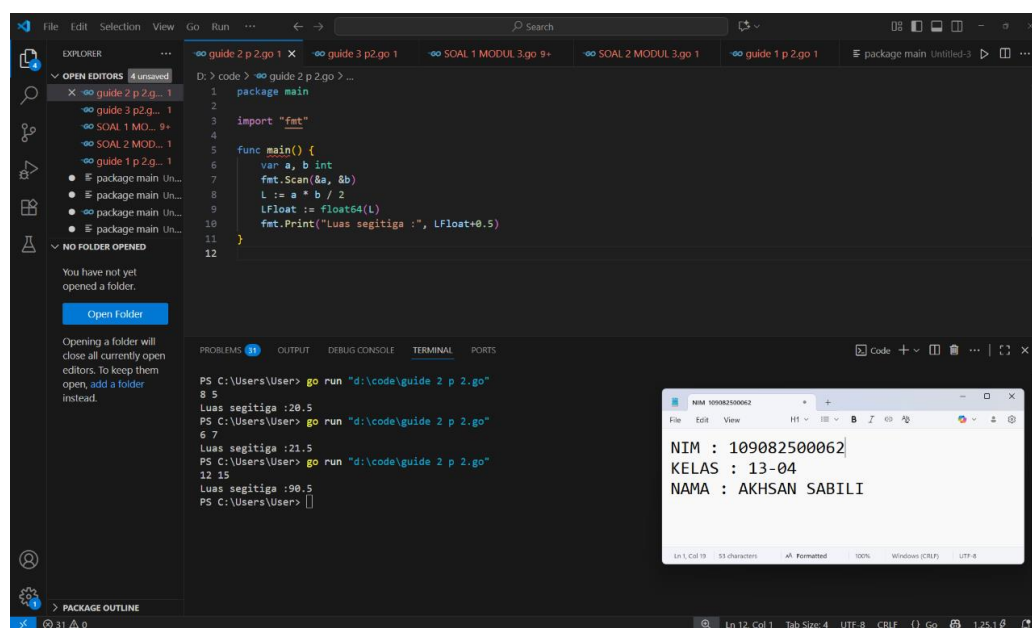 File Edit Selection View Go Run ... Search
EXPLORER ...
OPEN EDITORS 4 unsaved
guide 2 p 2.g... 1
guide 3 p2.g... 1
SOAL 1 MO... 9+
SOAL 2 MOD... 1
guide 1 p 2.g... 1
package main Un...
package main Un...
package main Un...
package main Un...
NO FOLDER OPENED
You have not yet
opened a folder.
Open Folder
Opening a folder will
close all currently open
editors. To keep them
open, add a folder
instead.
PACKAGE OUTLINE
guide 2 p 2.go 1 guide 3 p2.go 1 SOAL 1 MODUL 3.go 9+ SOAL 2 MODUL 3.go 1 guide 1 p 2.go 1 package main Untitled-3
D: > code > guide 2 p 2.go > ...
1 package main
2
3 import "fmt"
4
5 func main() {
6 var a, b int
7 fmt.Scan(&a, &b)
8 L := a * b / 2
9 LFloat := float64(L)
10 fmt.Print("Luas segitiga :", LFloat+0.5)
11 }
12
PROBLEMS 31 OUTPUT DEBUG CONSOLE TERMINAL PORTS Code
PS C:\Users\User> go run "d:\code\guide 2 p 2.go"
8 5
Luas segitiga :20.5
PS C:\Users\User> go run "d:\code\guide 2 p 2.go"
6 7
Luas segitiga :21.5
PS C:\Users\User> go run "d:\code\guide 2 p 2.go"
12 15
Luas segitiga :90.5
PS C:\Users\User>
NIM 109082500062
File Edit View H1 B I
NIM : 109082500062
KELAS : 13-04
NAMA : AKHSAN SABILI
Ln 1, Col 19 53 characters Formatted 100% Windows (CRLF) UTF-8
31 0 Ln 12, Col 1 Tab Size: 4 UTF-8 CRLF {} Go 1.25.1